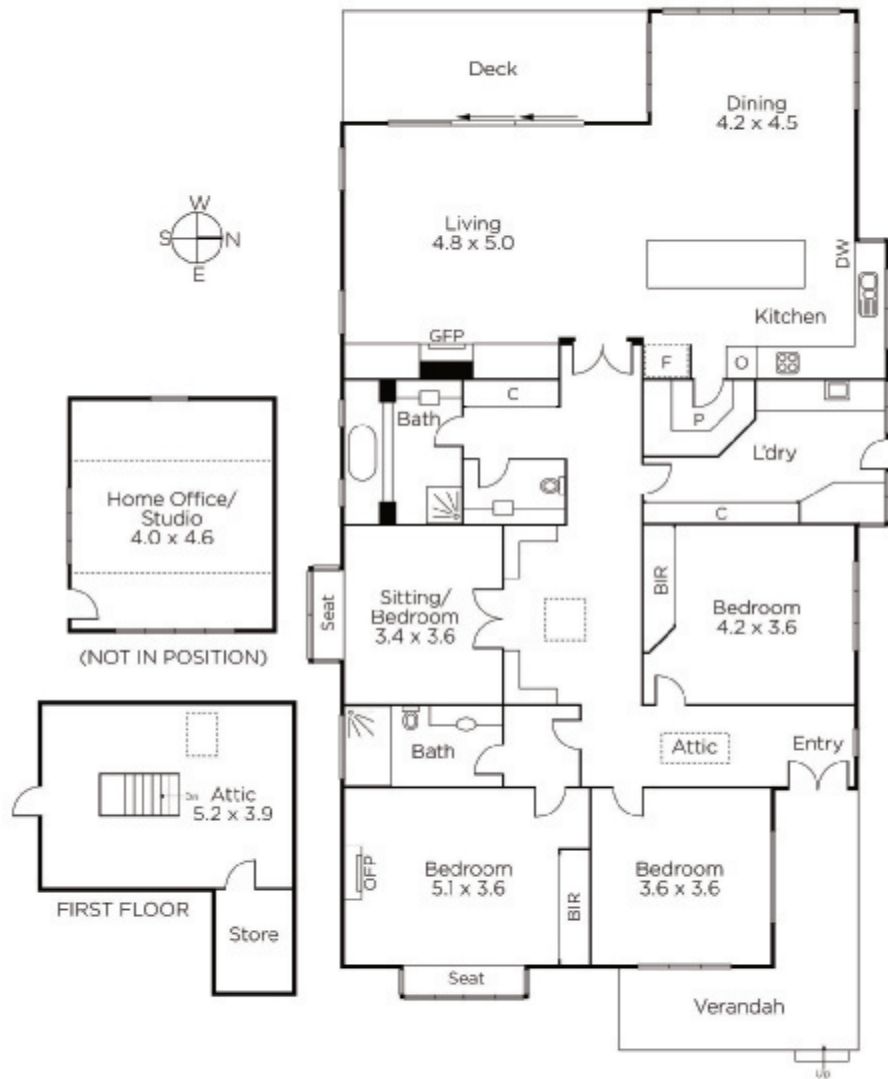 Deck
Dining
4.2 x 4.5
W
S
N
E
Living
4.8 x 5.0
DW
Kitchen
GFP
F
O
C
Bath
P
L'dry
C
Home Office/
Studio
4.0 x 4.6
(NOT IN POSITION)
Seat
Sitting/
Bedroom
3.4 x 3.6
BIR
Bedroom
4.2 x 3.6
Bath
Attic
Entry
Dn
Attic
5.2 x 3.9
FIRST FLOOR
Store
OFP
Bedroom
5.1 x 3.6
BIR
Bedroom
3.6 x 3.6
Seat
Verandah
Up